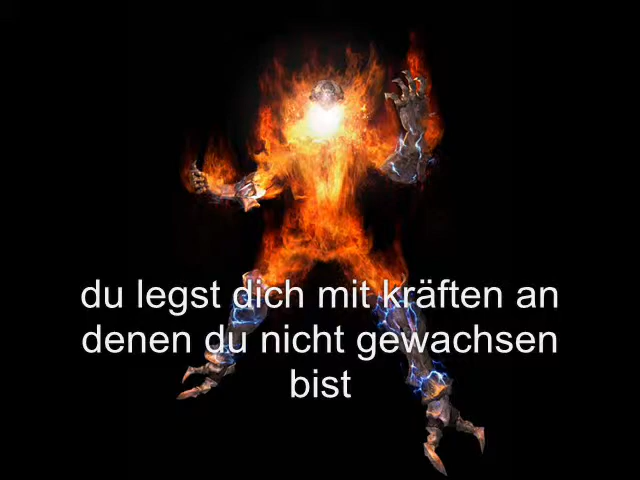 du legst dich mit kräften an
denen du nicht gewachsen
bist